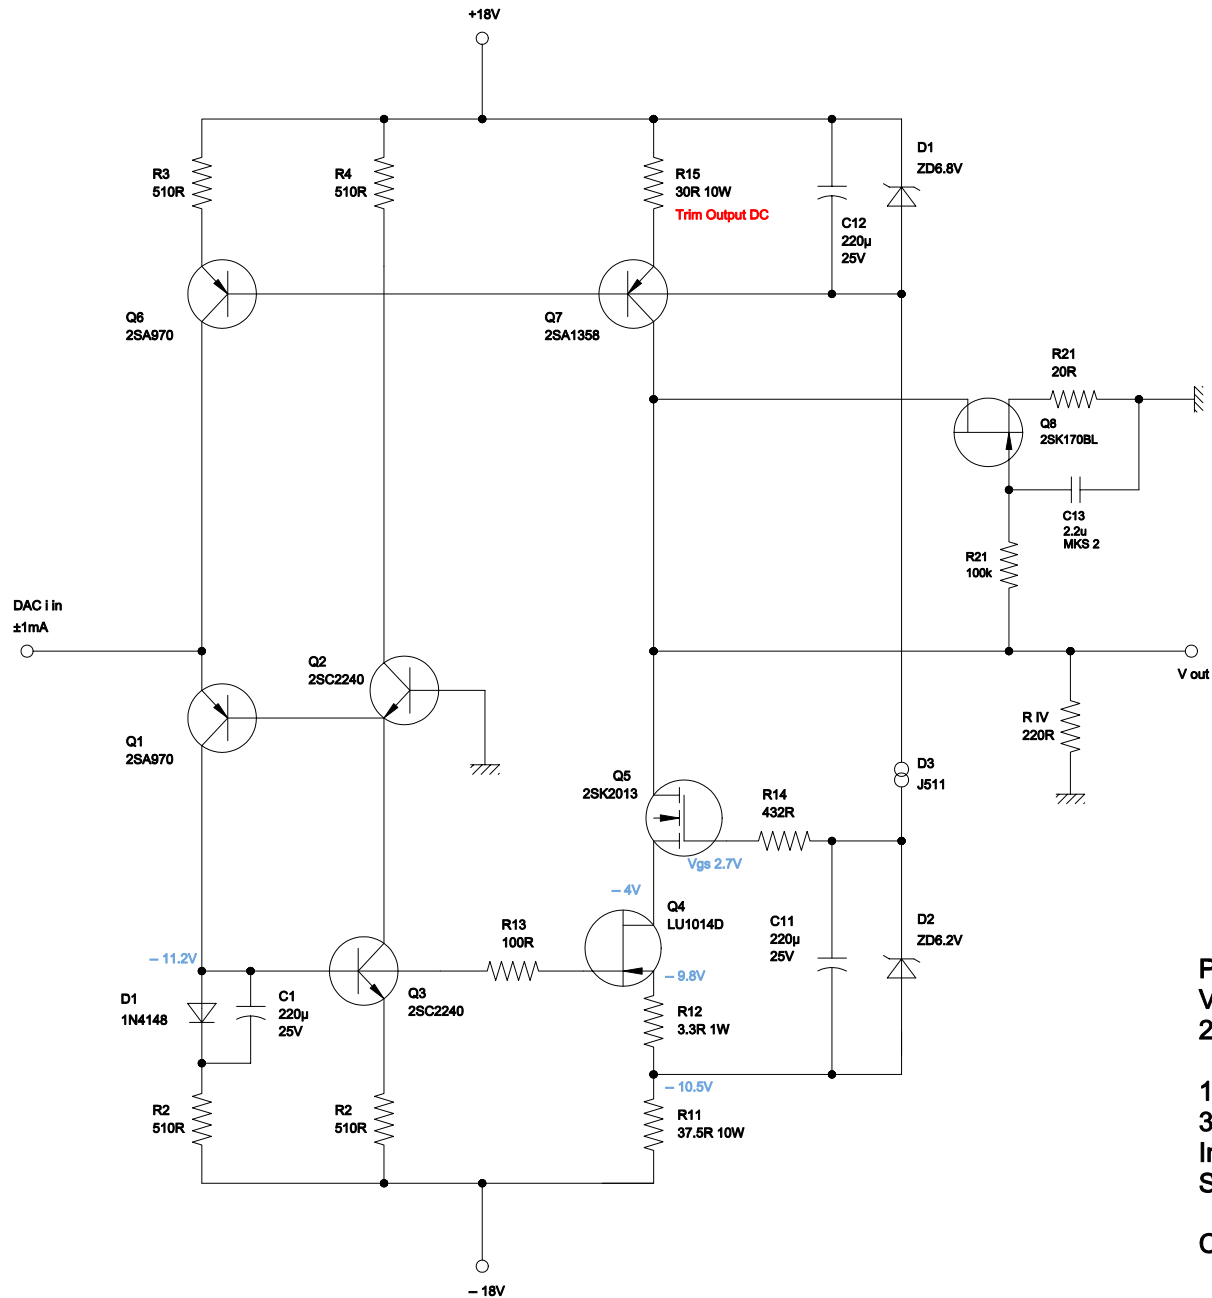 +18V
R3
510R
R4
510R
R15
30R 10W
Trim Output DC
D1
ZD6.8V
C12
220µ
25V
Q6
2SA970
Q7
2SA1358
R21
20R
Q8
2SK170BL
C13
2.2u
MKS 2
R21
100k
DAC i in
±1mA
Q2
2SC2240
V out
Q1
2SA970
R IV
220R
Q5
2SK2013
R14
432R
D3
J511
Vgs 2.7V
– 4V
Q4
LU1014D
R13
100R
C11
220µ
25V
D2
ZD6.2V
– 11.2V
– 9.8V
D1
1N4148
C1
220µ
25V
Q3
2SC2240
R12
3.3R 1W
– 10.5V
R2
510R
R2
510R
R11
37.5R 10W
– 18V
P
V
2
1
3
In
S
C